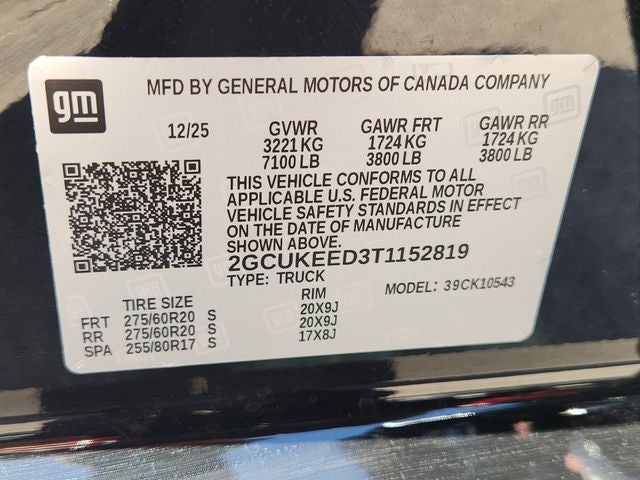 gm
MFD BY GENERAL MOTORS OF CANADA COMPANY
12/25 GVWR GAWR FRT GAWR RR
3221 KG 1724 KG 1724 KG
7100 LB 3800 LB 3800 LB
THIS VEHICLE CONFORMS TO ALL
APPLICABLE U.S. FEDERAL MOTOR
VEHICLE SAFETY STANDARDS IN EFFECT
ON THE DATE OF MANUFACTURE
SHOWN ABOVE.
2GCUKEED3T1152819
TYPE: TRUCK MODEL: 39CK10543
TIRE SIZE RIM
FRT 275/60R20 S 20X9J
RR 275/60R20 S 20X9J
SPA 255/80R17 S 17X8J